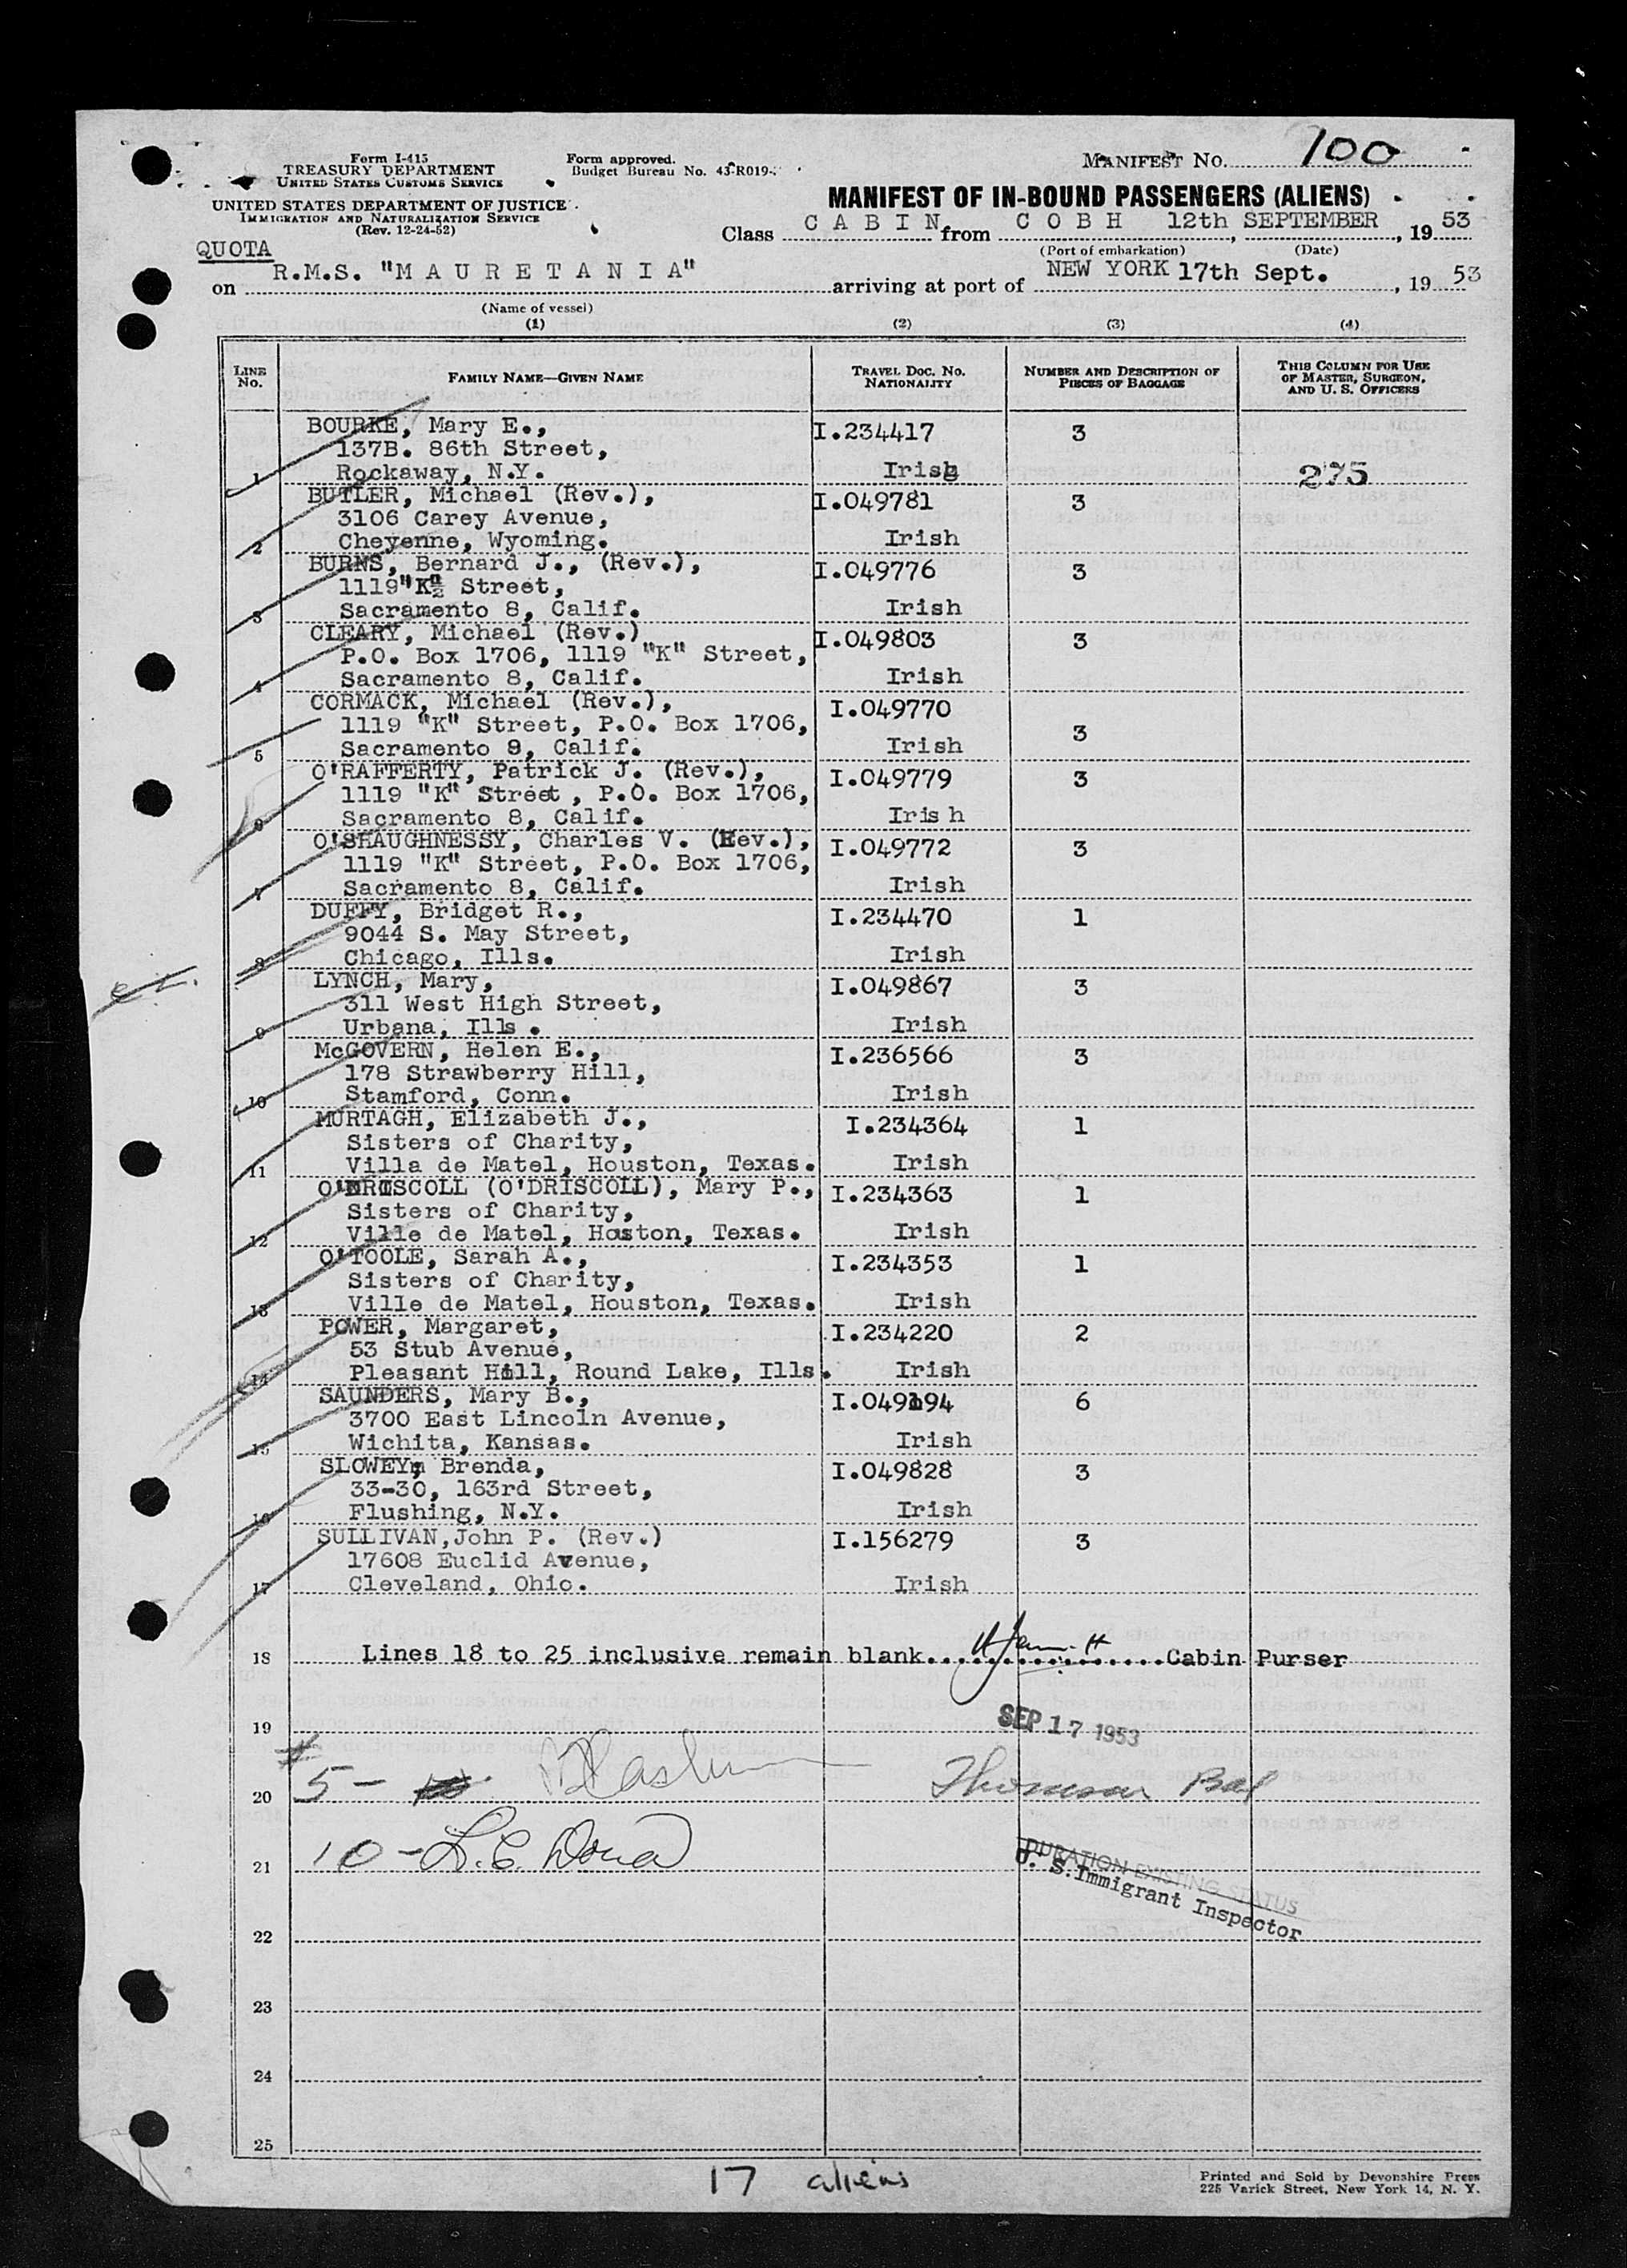 Form I-415
TREASURY DEPARTMENT
UNITED STATES CUSTOMS SERVICE
UNITED STATES DEPARTMENT OF JUSTICE
IMMIGRATION AND NATURALIZATION SERVICE
(Rev. 12-24-52)
Form approved.
Budget Bureau No. 43-R019-
MANIFEST No. 100
MANIFEST OF IN-BOUND PASSENGERS (ALIENS)
Class C A B I N from C O B H 12th SEPTEMBER, 19 53
(Port of embarkation) (Date)
QUOTA
on R.M.S. "M A U R E T A N I A" arriving at port of NEW YORK 17th Sept., 19 53
(Name of vessel)
(1) (2) (3) (4)
LINE No. FAMILY NAME—GIVEN NAME TRAVEL DOC. No. NATIONALITY NUMBER AND DESCRIPTION OF PIECES OF BAGGAGE THIS COLUMN FOR USE OF MASTER, SURGEON, AND U. S. OFFICERS
BOURKE, Mary E., I.234417 3
137B. 86th Street,
1 Rockaway, N.Y. Irish 275
BUTLER, Michael (Rev.), I.049781 3
3106 Carey Avenue,
2 Cheyenne, Wyoming. Irish
BURNS, Bernard J., (Rev.), I.049776 3
1119 "K" Street,
3 Sacramento 8, Calif. Irish
CLEARY, Michael (Rev.) I.049803 3
P.O. Box 1706, 1119 "K" Street,
4 Sacramento 8, Calif. Irish
CORMACK, Michael (Rev.), I.049770
1119 "K" Street, P.O. Box 1706, 3
5 Sacramento 8, Calif. Irish
O'RAFFERTY, Patrick J. (Rev.), I.049779 3
1119 "K" Street , P.O. Box 1706,
6 Sacramento 8, Calif. Iris h
O'SHAUGHNESSY, Charles V. (Rev.), I.049772 3
1119 "K" Street, P.O. Box 1706,
7 Sacramento 8, Calif. Irish
DUFFY, Bridget R., I.234470 1
9044 S. May Street,
8 Chicago, Ills. Irish
LYNCH, Mary, I.049867 3
311 West High Street,
9 Urbana, Ills . Irish
McGOVERN, Helen E., I.236566 3
178 Strawberry Hill,
10 Stamford, Conn. Irish
MURTAGH, Elizabeth J., I.234364 1
Sisters of Charity,
11 Villa de Matel, Houston, Texas. Irish
O'DRISCOLL (O'DRISCOLL), Mary P., I.234363 1
Sisters of Charity,
12 Ville de Matel, Houston, Texas. Irish
O'TOOLE, Sarah A., I.234353 1
Sisters of Charity,
13 Ville de Matel, Houston, Texas. Irish
POWER, Margaret, I.234220 2
53 Stub Avenue,
14 Pleasant Hill, Round Lake, Ills. Irish
SAUNDERS, Mary B., I.049194 6
3700 East Lincoln Avenue,
15 Wichita, Kansas. Irish
SLOWEY, Brenda, I.049828 3
33-30, 163rd Street,
16 Flushing, N.Y. Irish
SULLIVAN,John P. (Rev.) I.156279 3
17608 Euclid Avenue,
17 Cleveland, Ohio. Irish
18 Lines 18 to 25 inclusive remain blank..................Cabin Purser
SEP 17 1953
19
#
20 5 -
21 10 - L.C.
DURATION EXISTING STATUS
U. S. Immigrant Inspector
22
23
24
25
17 aliens
Printed and Sold by Devonshire Press
225 Varick Street, New York 14, N. Y.